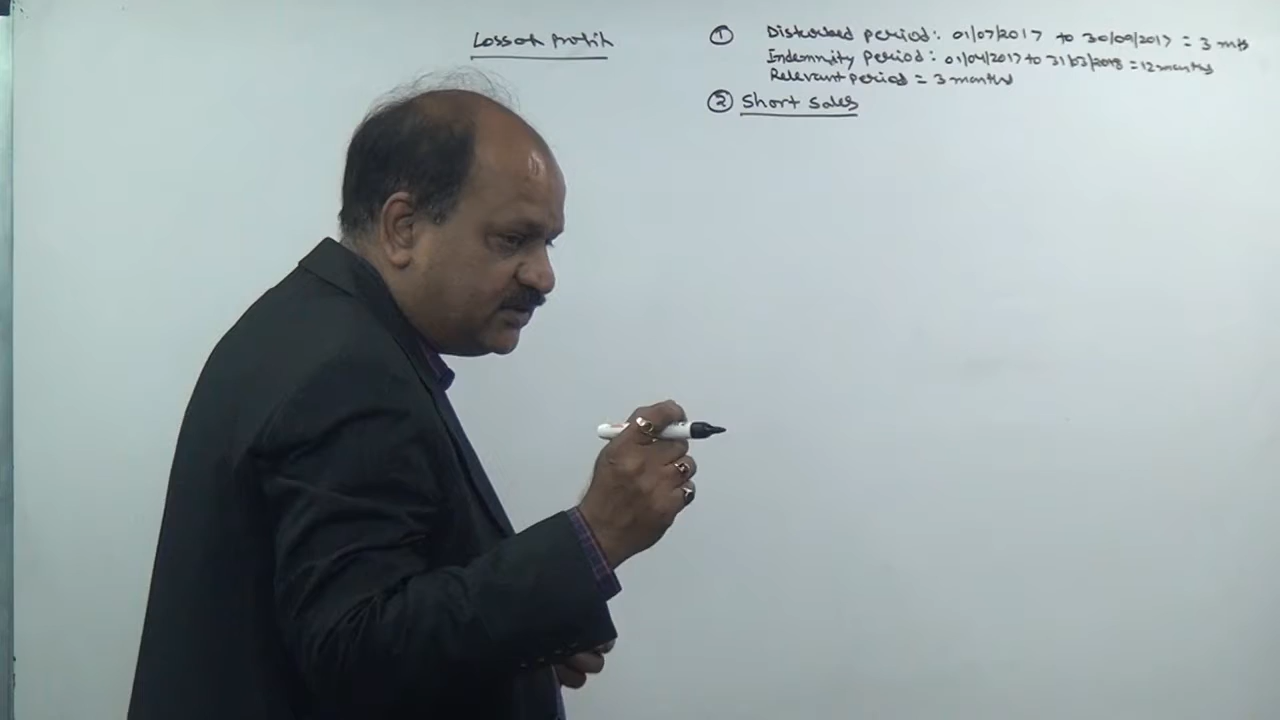 Loss of Profit
① Disturbed period: 01/07/2017 to 30/09/2017 = 3 mths
Indemnity period: 01/04/2017 to 31/03/2018 = 12 months
Relevant period = 3 months
② Short Sales